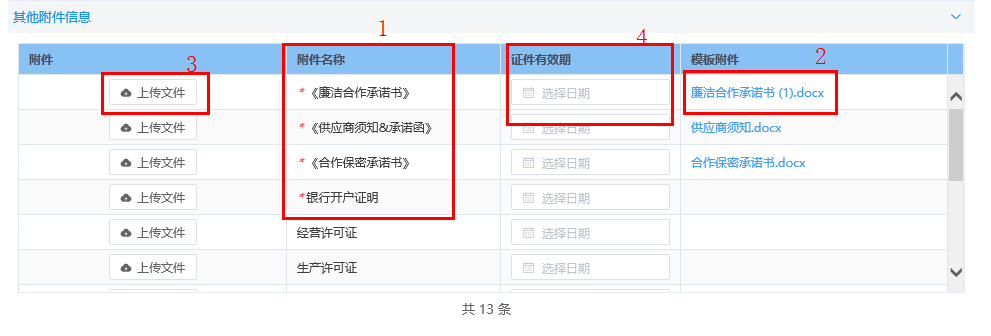 其他附件信息
1
4
附件 附件名称 证件有效期 模板附件
3
2
上传文件 *《廉洁合作承诺书》 选择日期 廉洁合作承诺书 (1).docx
上传文件 *《供应商须知&承诺函》 选择日期 供应商须知.docx
上传文件 *《合作保密承诺书》 选择日期 合作保密承诺书.docx
上传文件 *银行开户证明 选择日期
上传文件 经营许可证 选择日期
上传文件 生产许可证 选择日期
共 13 条